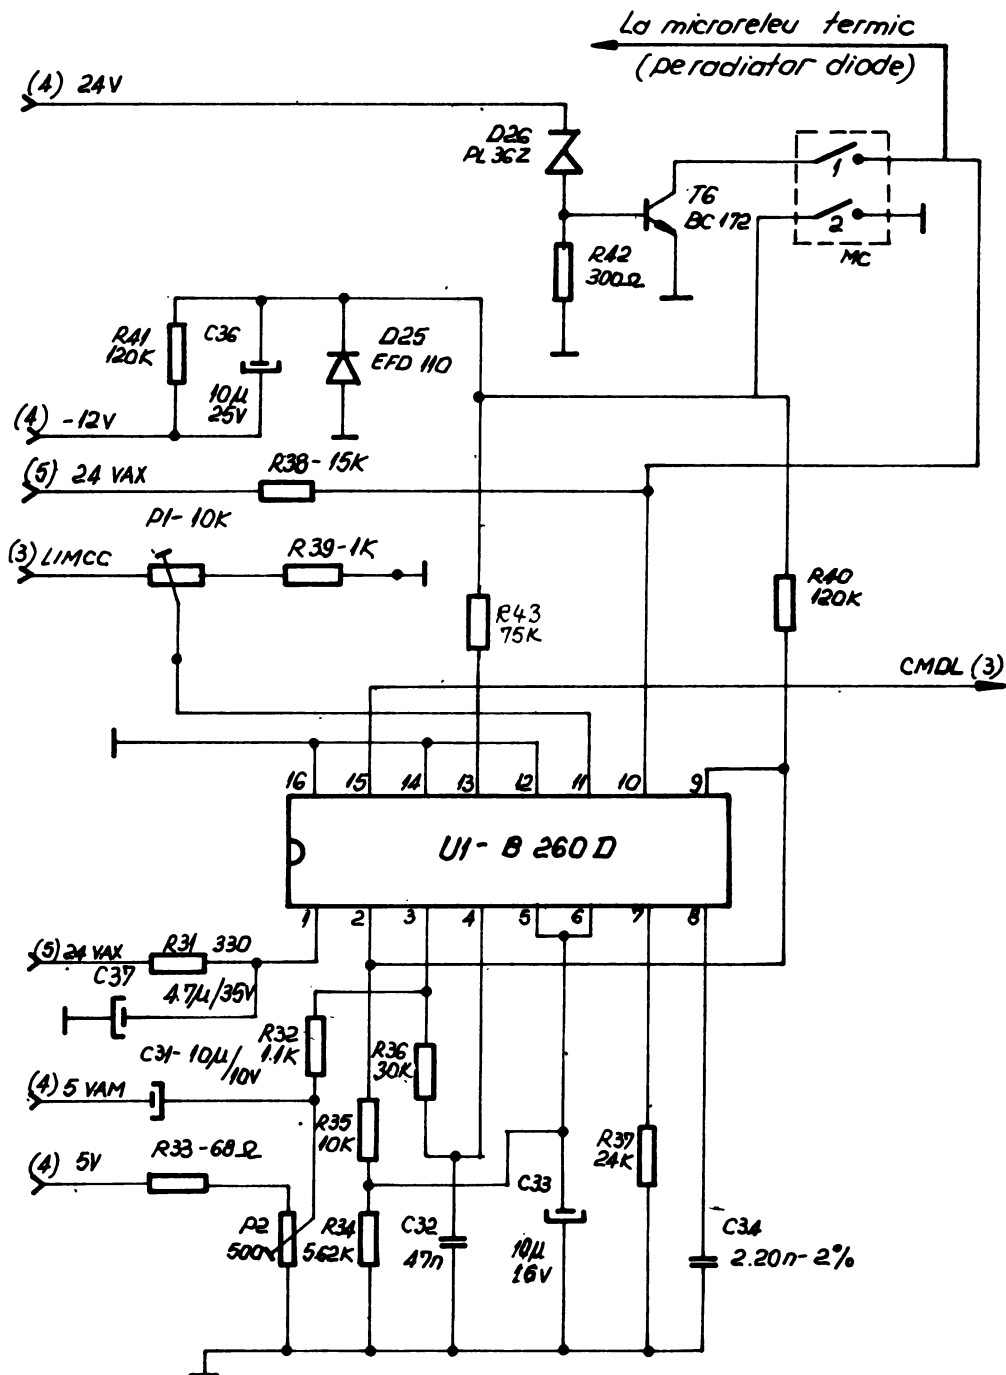 La microreleu termic
(pe radiator diode)
(4) 24V
D26
PL36Z
T6
BC 172
1
2
MC
R42
300Ω
R41
120K
C36
10μ
25V
D25
EFD 110
(4) -12V
(5) 24 VAX
R38-15K
P1-10K
(3) LIMCC
R39-1K
R43
75K
R40
120K
CMDL (3)
16 15 14 13 12 11 10 9
U1- B 260 D
1 2 3 4 5 6 7 8
(5) 24 VAX
R31 330
C37
4.7μ/35V
R32
1.1K
C31-10μ/10V
R36
30K
(4) 5 VAM
R35
10K
R33-68Ω
(4) 5V
R37
24K
C33
10μ
16V
P2
500
R34
5.62K
C32
47n
C34
2.20n-2%